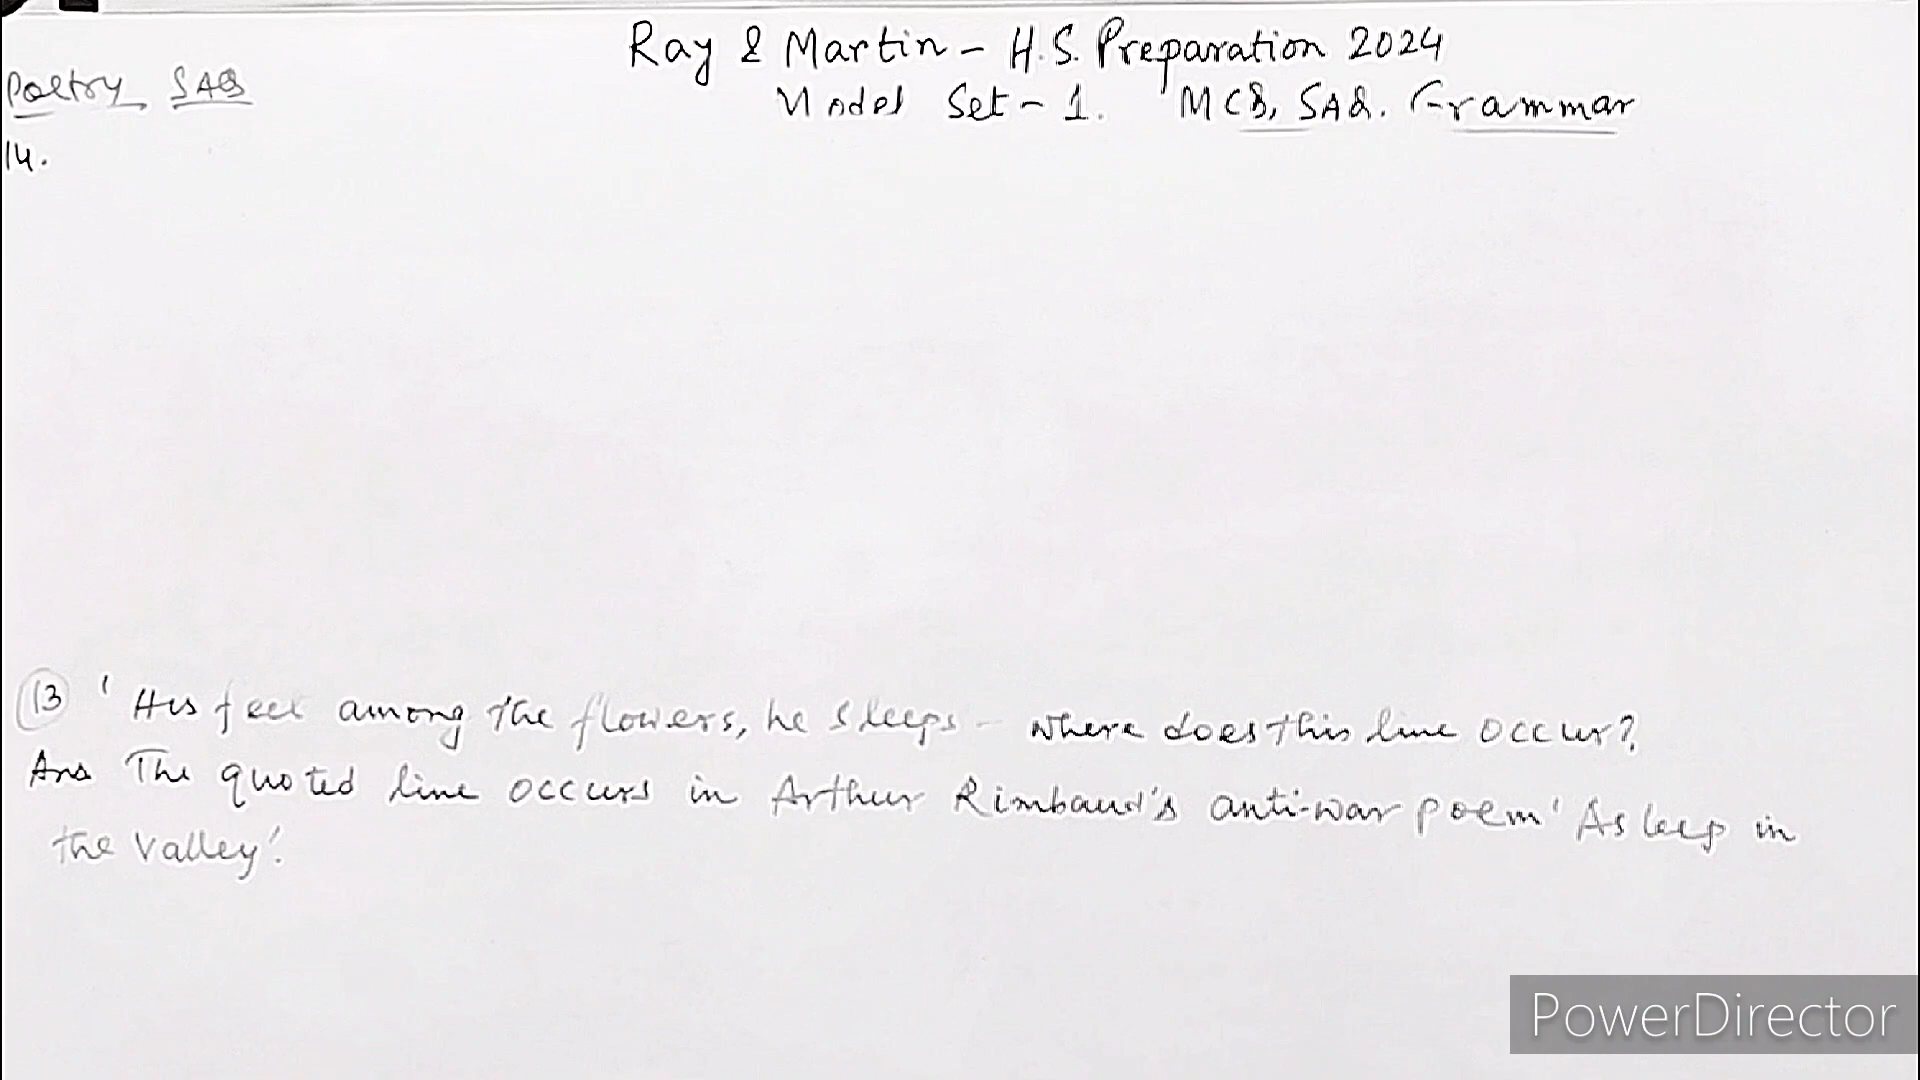 Ray & Martin - H.S. Preparation 2024
Poetry SAQ
Model Set - 1. MCQ, SAQ. Grammar
14.
13 'His feet among the flowers, he sleeps - Where does this line occur?
Ans The quoted line occurs in Arthur Rimbaud's anti-war poem 'Asleep in
the Valley'.
PowerDirector